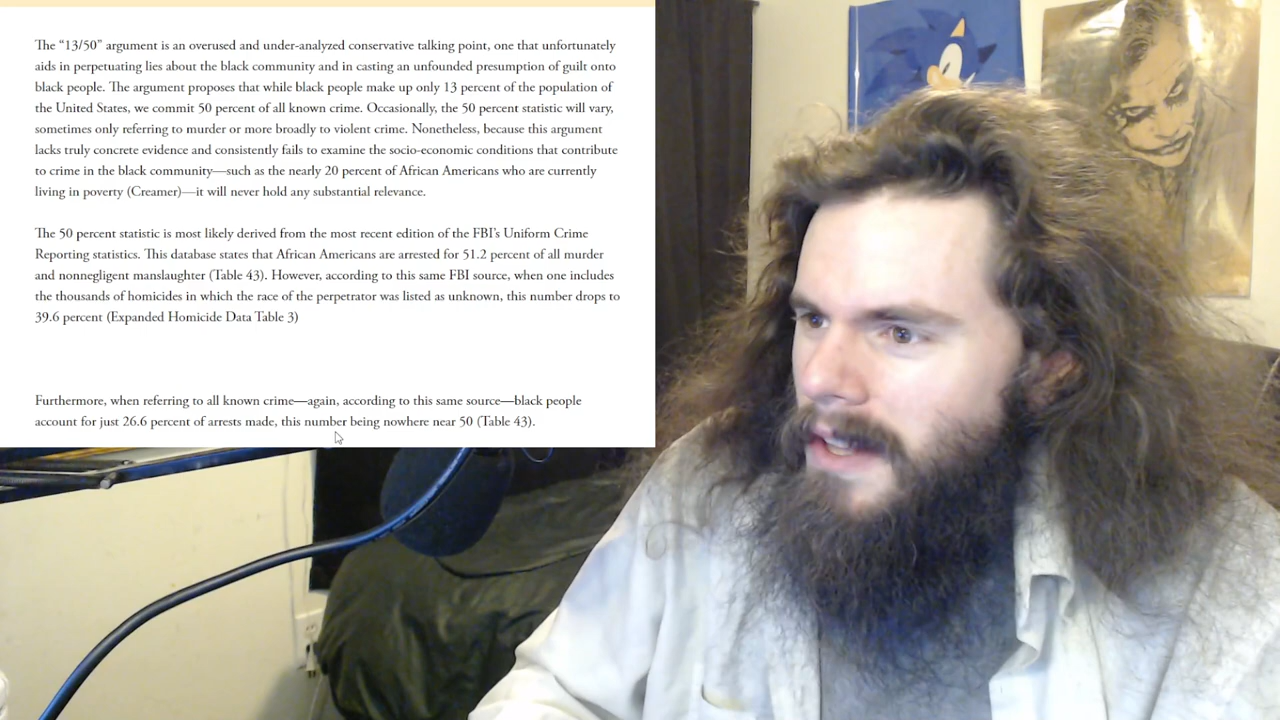 The “13/50” argument is an overused and under-analyzed conservative talking point, one that unfortunately
aids in perpetuating lies about the black community and in casting an unfounded presumption of guilt onto
black people. The argument proposes that while black people make up only 13 percent of the population of
the United States, we commit 50 percent of all known crime. Occasionally, the 50 percent statistic will vary,
sometimes only referring to murder or more broadly to violent crime. Nonetheless, because this argument
lacks truly concrete evidence and consistently fails to examine the socio-economic conditions that contribute
to crime in the black community—such as the nearly 20 percent of African Americans who are currently
living in poverty (Creamer)—it will never hold any substantial relevance.
The 50 percent statistic is most likely derived from the most recent edition of the FBI’s Uniform Crime
Reporting statistics. This database states that African Americans are arrested for 51.2 percent of all murder
and nonnegligent manslaughter (Table 43). However, according to this same FBI source, when one includes
the thousands of homicides in which the race of the perpetrator was listed as unknown, this number drops to
39.6 percent (Expanded Homicide Data Table 3)
Furthermore, when referring to all known crime—again, according to this same source—black people
account for just 26.6 percent of arrests made, this number being nowhere near 50 (Table 43).